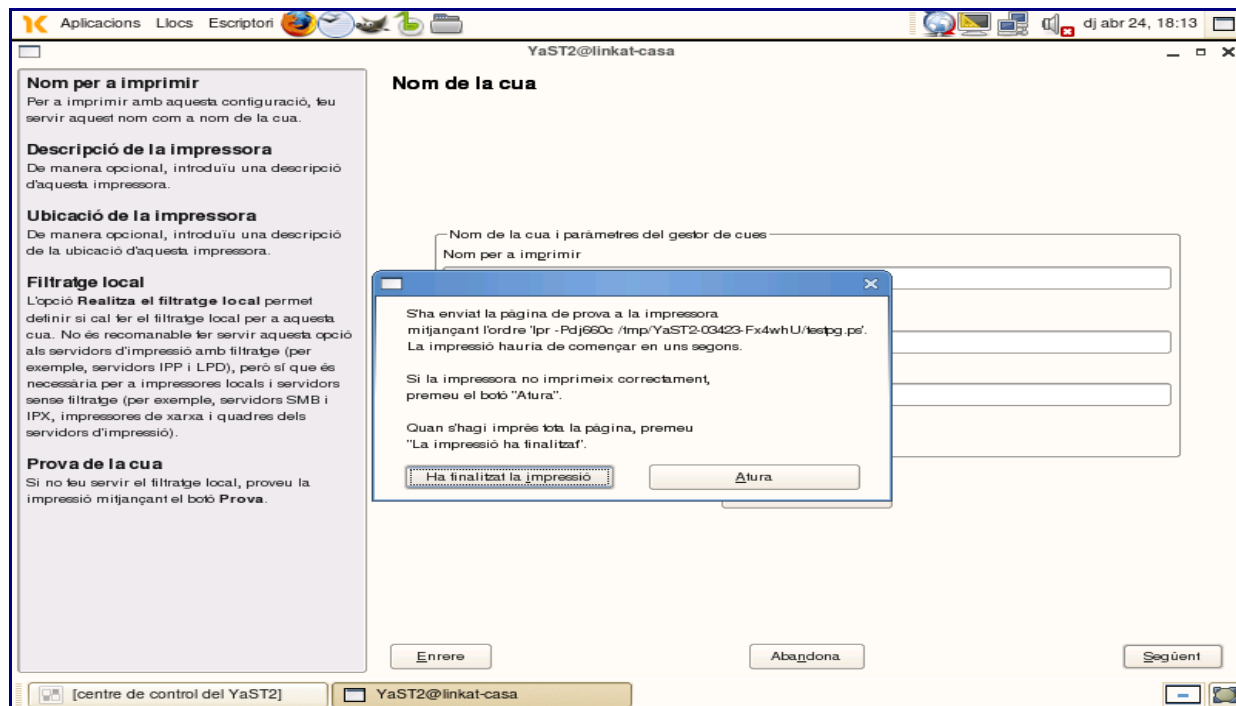 Aplicacions Llocs Escriptori
dj abr 24, 18:13
YaST2@linkat-casa
Nom per a imprimir
Per a imprimir amb aquesta configuració, feu
servir aquest nom com a nom de la cua.
Descripció de la impressora
De manera opcional, introduïu una descripció
d'aquesta impressora.
Ubicació de la impressora
De manera opcional, introduïu una descripció
de la ubicació d'aquesta impressora.
Filtratge local
L'opció Realitza el filtratge local permet
definir si cal fer el filtratge local per a aquesta
cua. No és recomanable fer servir aquesta opció
als servidors d'impressió amb filtratge (per
exemple, servidors IPP i LPD), però sí que és
necessària per a impressores locals i servidors
sense filtratge (per exemple, servidors SMB i
IPX, impressores de xarxa i quadres dels
servidors d'impressió).
Prova de la cua
Si no feu servir el filtratge local, proveu la
impressió mitjançant el botó Prova.
Nom de la cua
Nom de la cua i paràmetres del gestor de cues
Nom per a imprimir
S'ha enviat la pàgina de prova a la impressora
mitjançant l'ordre 'lpr -Pdj660c /tmp/YaST2-03423-Fx4whU/testpg.ps'.
La impressió hauria de començar en uns segons.
Si la impressora no imprimeix correctament,
premeu el botó "Atura".
Quan s'hagi imprès tota la pàgina, premeu
"La impressió ha finalitzat".
Ha finalitzat la impressió
Atura
Enrere
Abandona
Següent
[centre de control del YaST2]
YaST2@linkat-casa